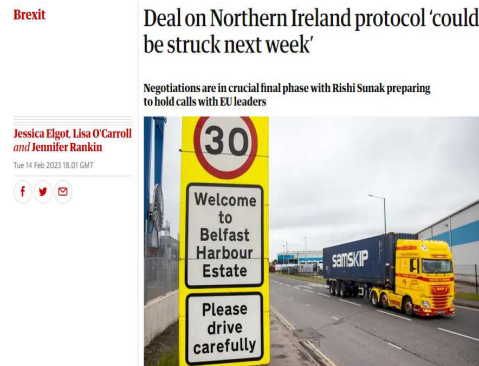 Brexit
Deal on Northern Ireland protocol ‘could
be struck next week’
Negotiations are in crucial final phase with Rishi Sunak preparing
to hold calls with EU leaders
Jessica Elgot, Lisa O'Carroll
and Jennifer Rankin
Tue 14 Feb 2023 18.01 GMT
30
Welcome
to
Belfast
Harbour
Estate
Please
drive
carefully
SAMSKIP